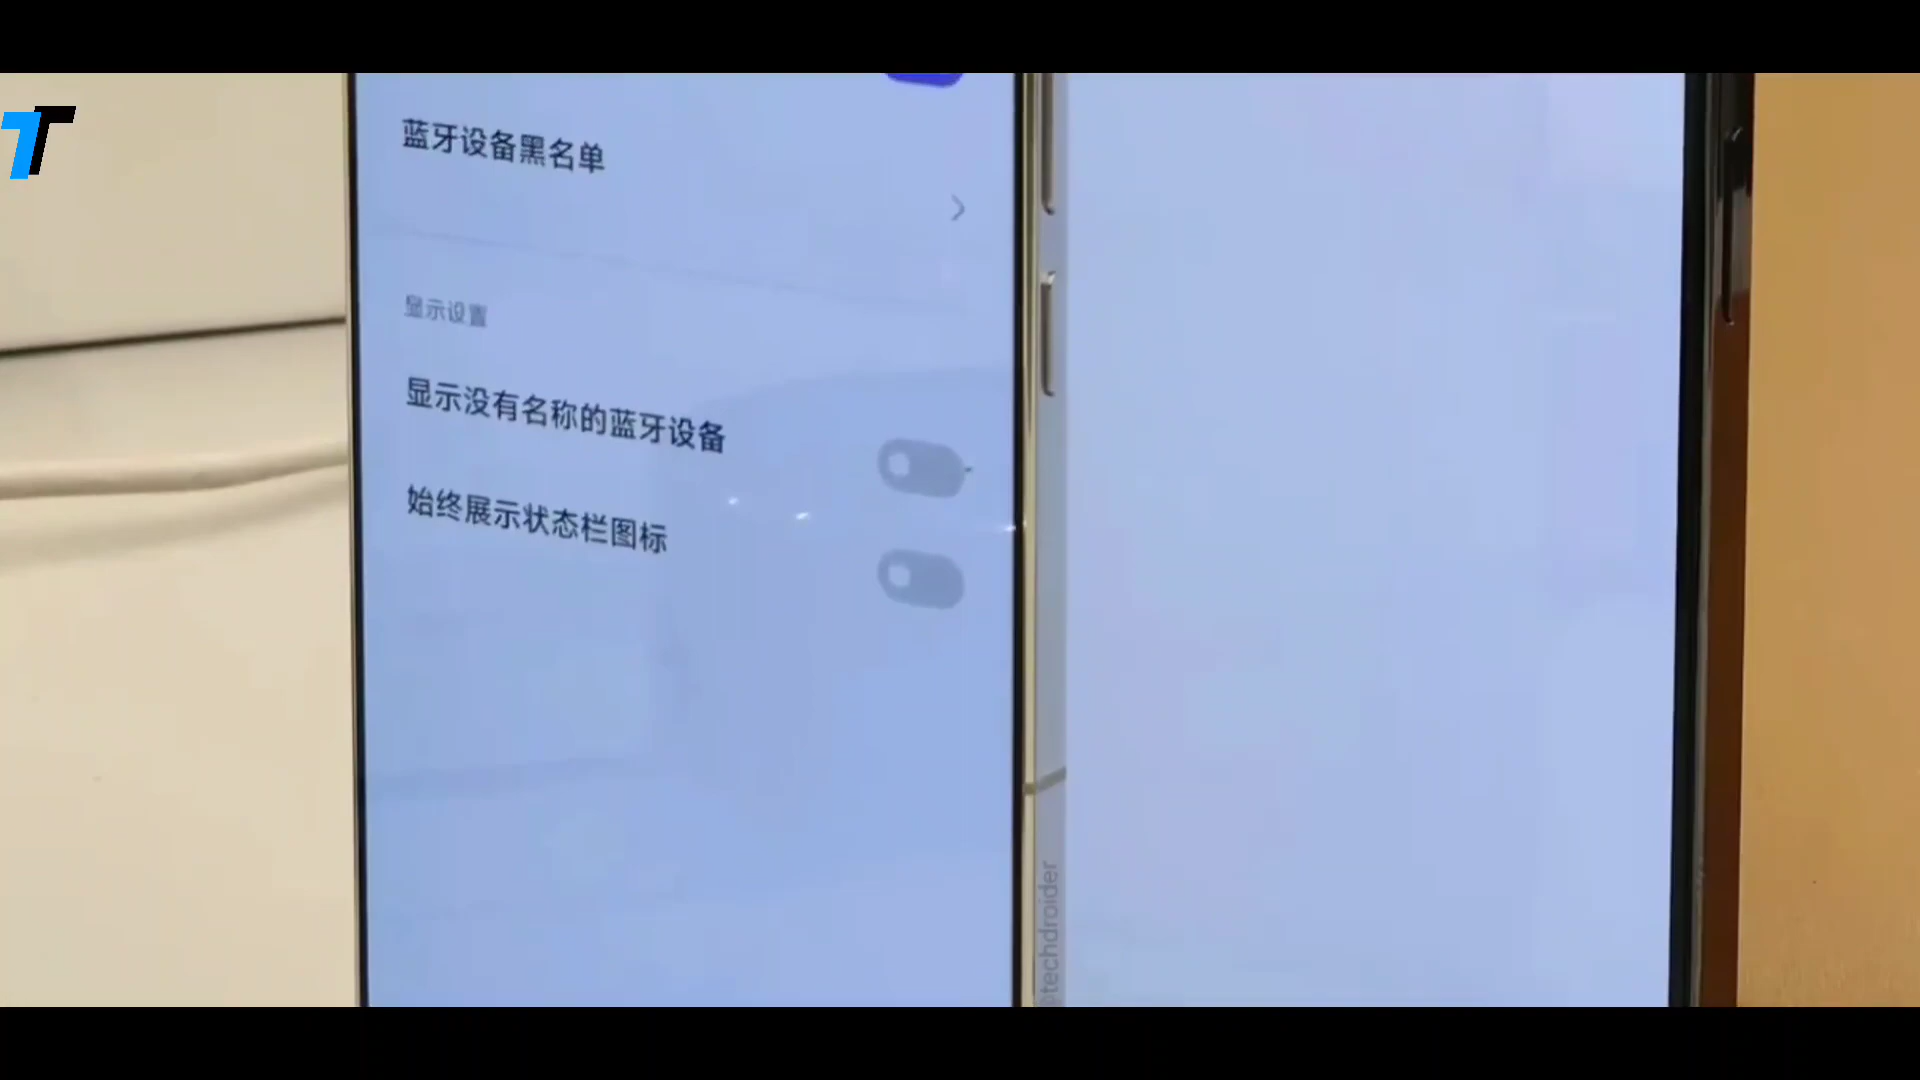 蓝牙设备黑名单
显示设置
显示没有名称的蓝牙设备
始终展示状态栏图标
@techdroider